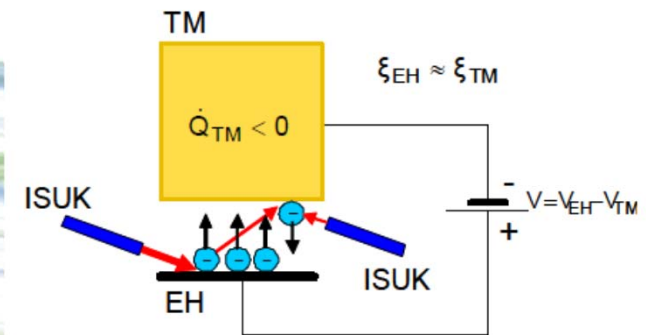 TM
ξEH ≈ ξTM
Q̇TM < 0
ISUK
-
V=VEH-VTM
+
- - - -
ISUK
EH